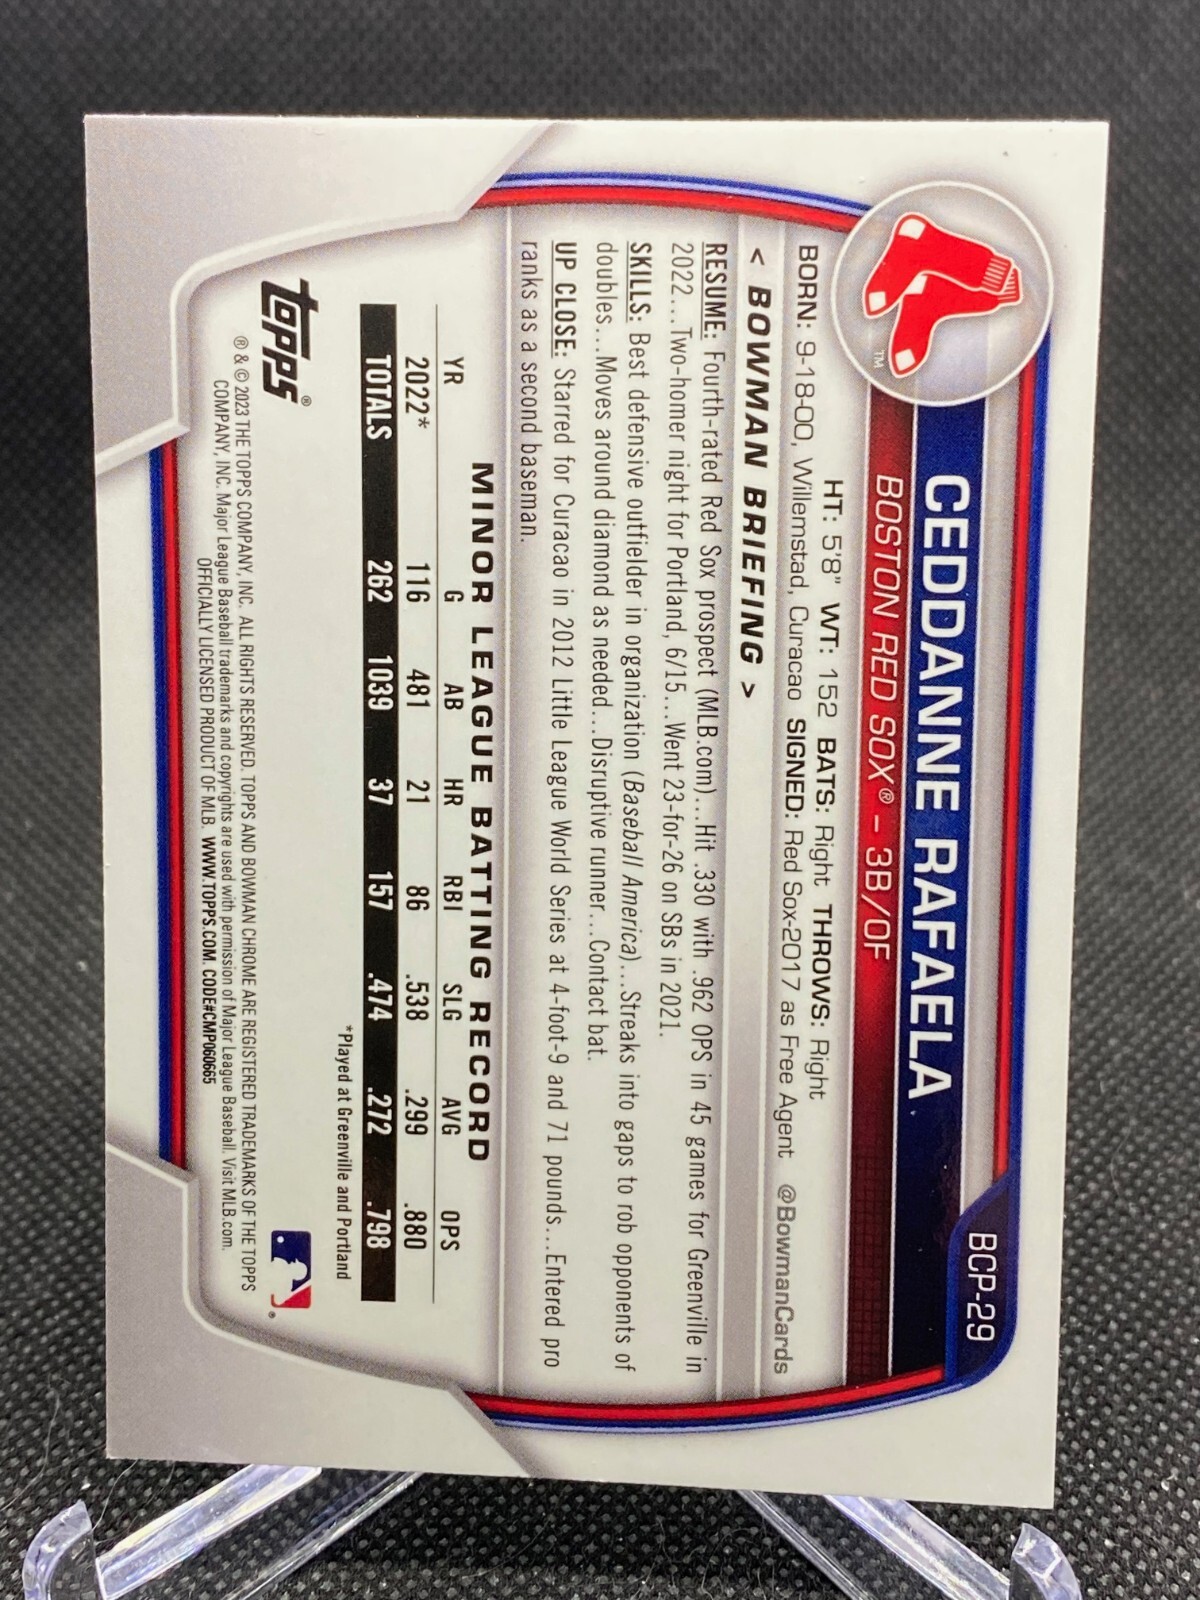 BCP-29
CEDDANNE RAFAELA
BOSTON RED SOX® – 3B/OF
HT: 5'8" WT: 152 BATS: Right THROWS: Right
BORN: 9-18-00, Willemstad, Curacao SIGNED: Red Sox-2017 as Free Agent @BowmanCards
TM
< BOWMAN BRIEFING >
RESUME: Fourth-rated Red Sox prospect (MLB.com)...Hit .330 with .962 OPS in 45 games for Greenville in
2022...Two-homer night for Portland, 6/15...Went 23-for-26 on SBs in 2021.
SKILLS: Best defensive outfielder in organization (Baseball America)...Streaks into gaps to rob opponents of
doubles...Moves around diamond as needed...Disruptive runner...Contact bat.
UP CLOSE: Starred for Curacao in 2012 Little League World Series at 4-foot-9 and 71 pounds...Entered pro
ranks as a second baseman.
MINOR LEAGUE BATTING RECORD
YR G AB HR RBI SLG AVG OPS
2022* 116 481 21 86 .538 .299 .880
TOTALS 262 1039 37 157 .474 .272 .798
*Played at Greenville and Portland
topps®
® & © 2023 THE TOPPS COMPANY, INC. ALL RIGHTS RESERVED. TOPPS AND BOWMAN CHROME ARE REGISTERED TRADEMARKS OF THE TOPPS
COMPANY, INC. Major League Baseball trademarks and copyrights are used with permission of Major League Baseball. Visit MLB.com.
OFFICIALLY LICENSED PRODUCT OF MLB. WWW.TOPPS.COM. CODE#CMP060665